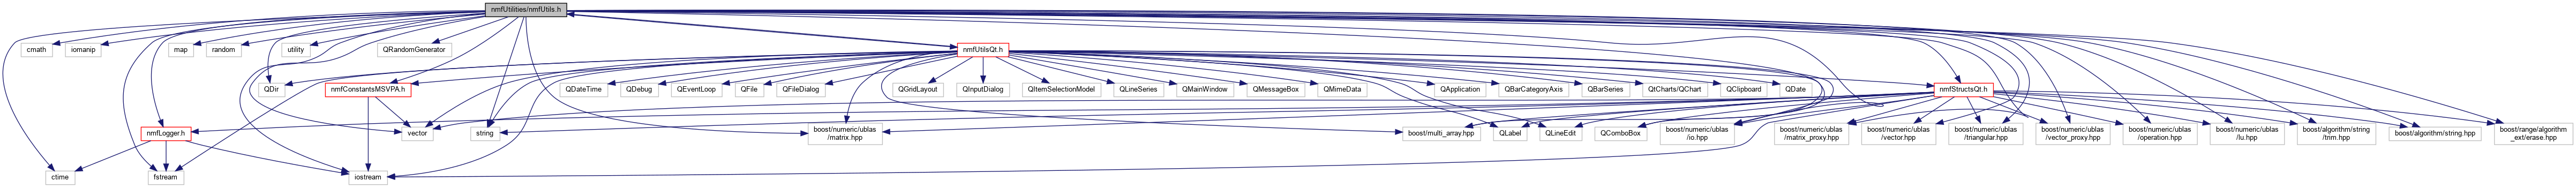 nmfUtilities/nmfUtils.h
cmath
iomanip
map
random
utility
QRandomGenerator
nmfUtilsQt.h
QDir
nmfConstantsMSVPA.h
QDateTime
QDebug
QEventLoop
QFile
QFileDialog
QGridLayout
QInputDialog
QItemSelectionModel
QLineSeries
QMainWindow
QMessageBox
QMimeData
QApplication
QBarCategoryAxis
QBarSeries
QtCharts/QChart
QClipboard
QDate
nmfStructsQt.h
nmfLogger.h
vector
string
boost/numeric/ublas
/matrix.hpp
boost/multi_array.hpp
QLabel
QLineEdit
QComboBox
boost/numeric/ublas
/io.hpp
boost/numeric/ublas
/matrix_proxy.hpp
boost/numeric/ublas
/vector.hpp
boost/numeric/ublas
/triangular.hpp
boost/numeric/ublas
/vector_proxy.hpp
boost/numeric/ublas
/operation.hpp
boost/numeric/ublas
/lu.hpp
boost/algorithm/string
/trim.hpp
boost/algorithm/string.hpp
boost/range/algorithm
_ext/erase.hpp
ctime
fstream
iostream